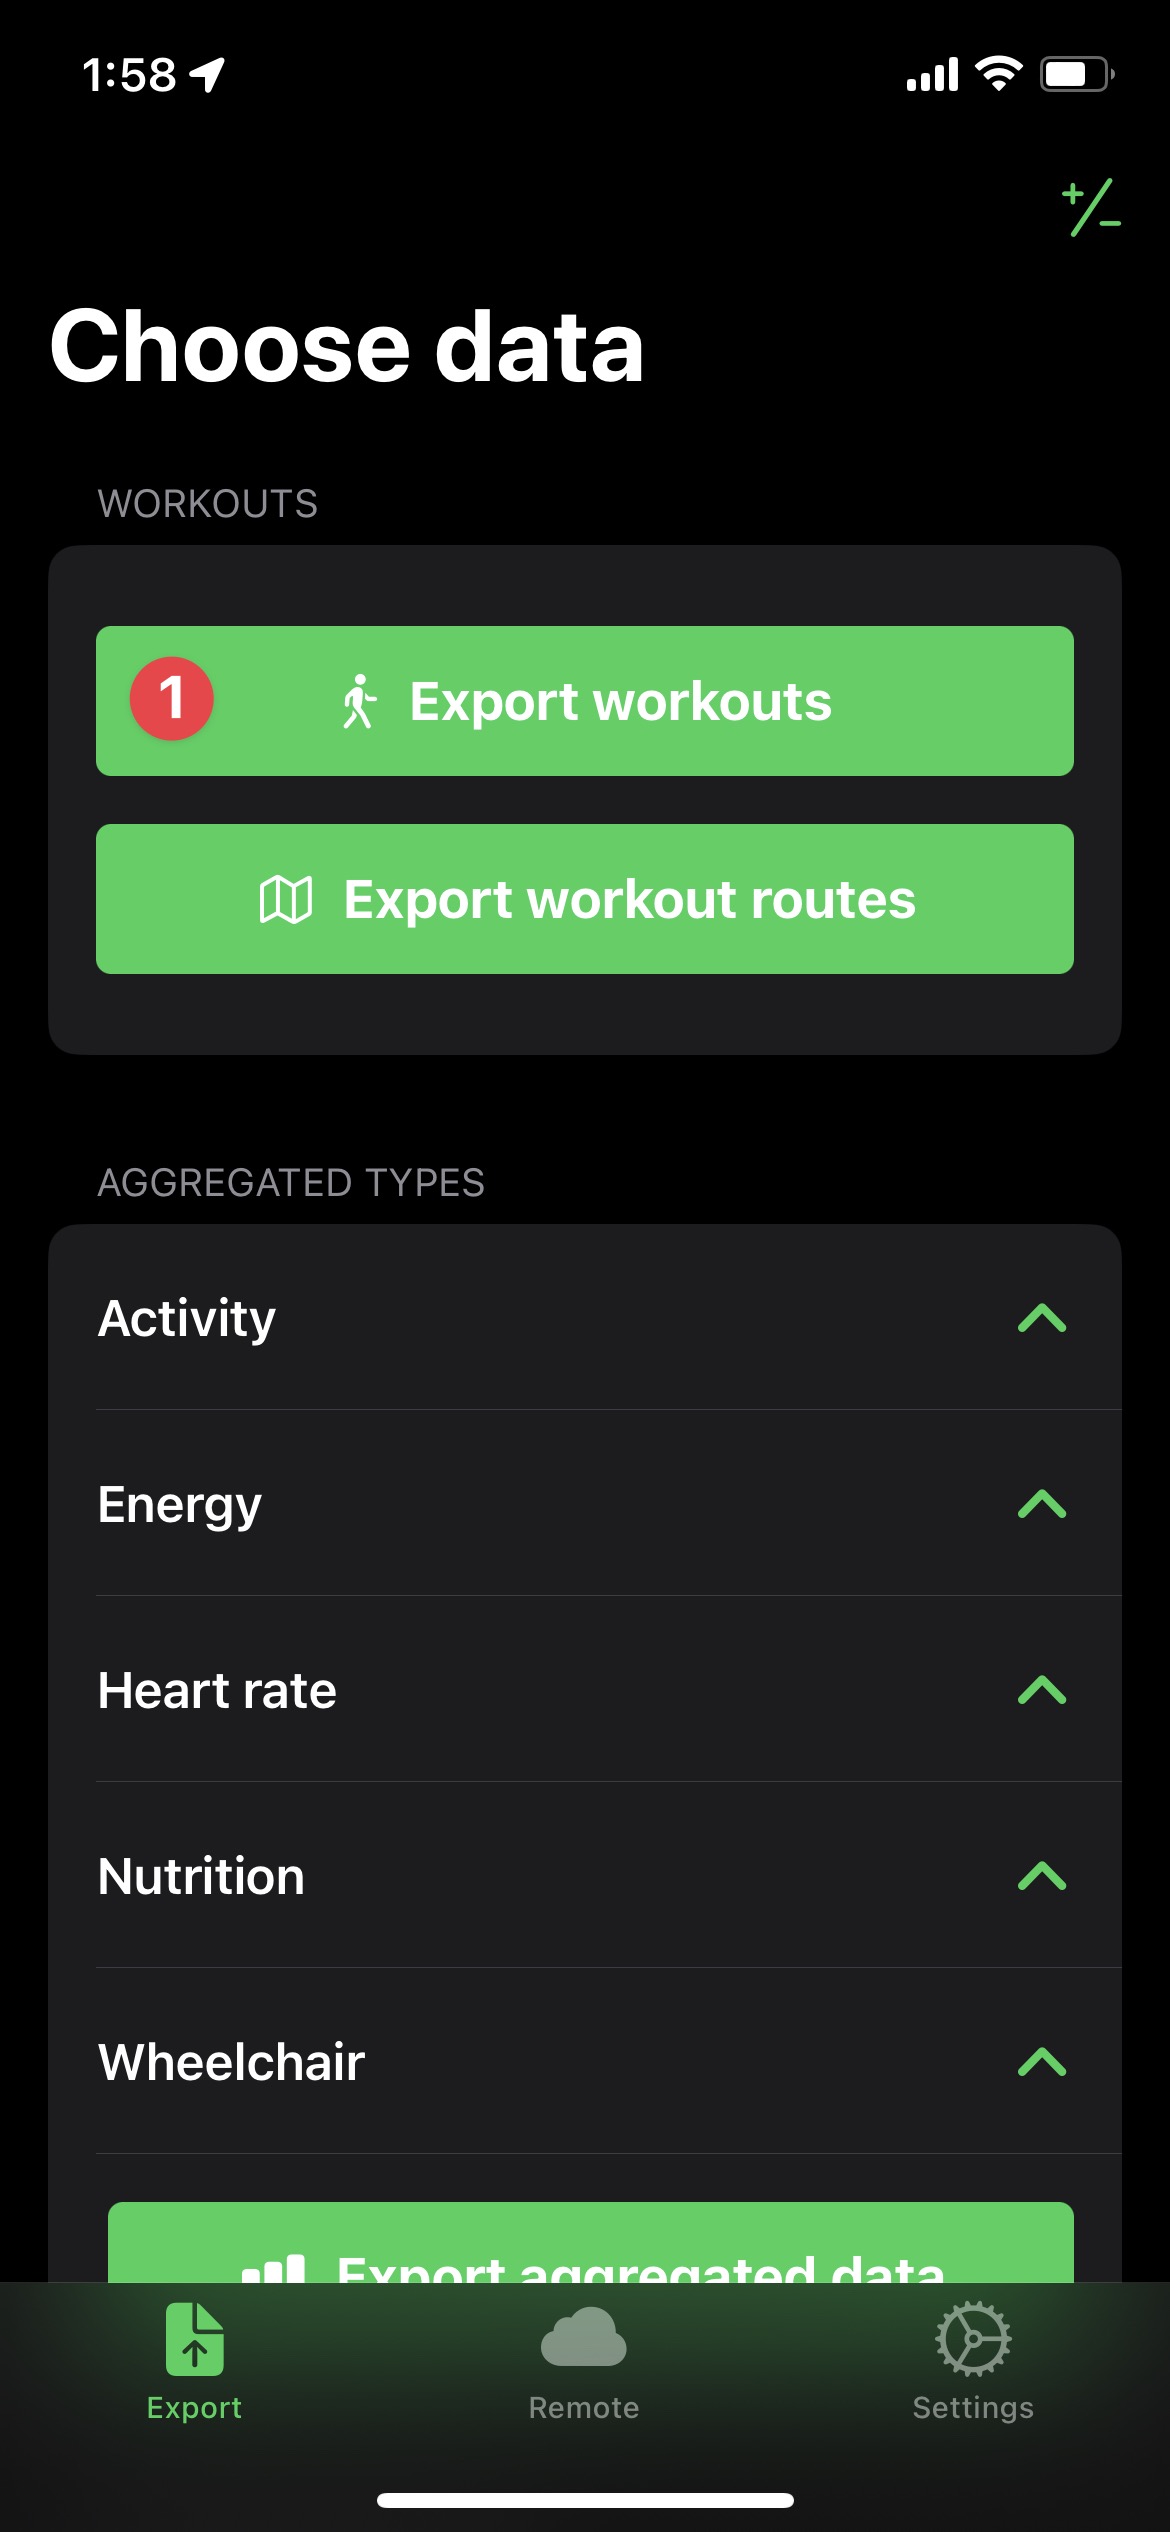 1:58
Choose data
WORKOUTS
1 Export workouts
Export workout routes
AGGREGATED TYPES
Activity
Energy
Heart rate
Nutrition
Wheelchair
Export aggregated data
Export Remote Settings